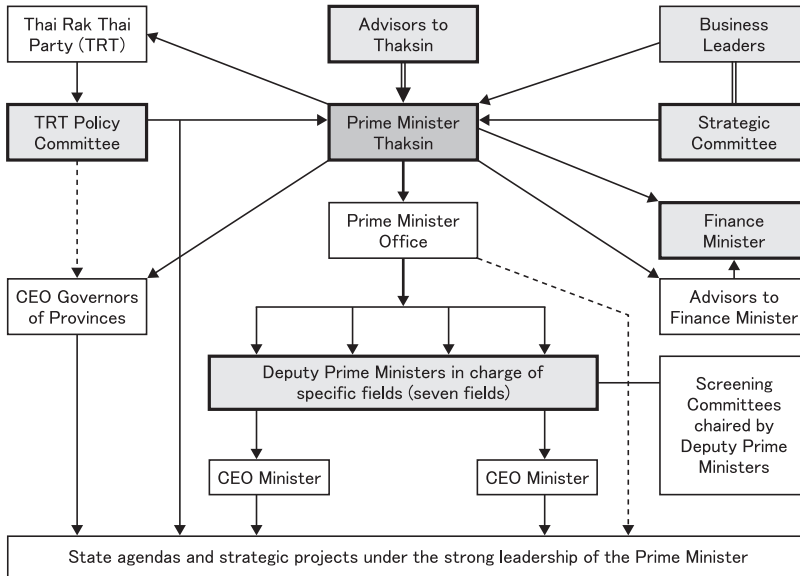 Thai Rak Thai
Party (TRT)
Advisors to
Thaksin
Business
Leaders
TRT Policy
Committee
Prime Minister
Thaksin
Strategic
Committee
Prime Minister
Office
Finance
Minister
CEO Governors
of Provinces
Advisors to
Finance Minister
Deputy Prime Ministers in charge of
specific fields (seven fields)
Screening
Committees
chaired by
Deputy Prime
Ministers
CEO Minister
CEO Minister
State agendas and strategic projects under the strong leadership of the Prime Minister